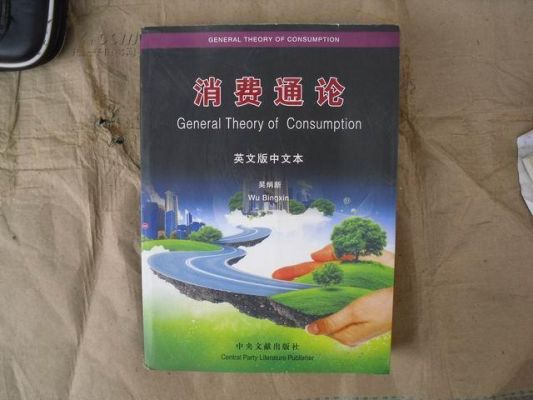 GENERAL THEORY OF CONSUMPTION
消费通论
General Theory of Consumption
英文版中文本
吴炳新
Wu Bingxin
中央文献出版社
Central Party Literature Publisher